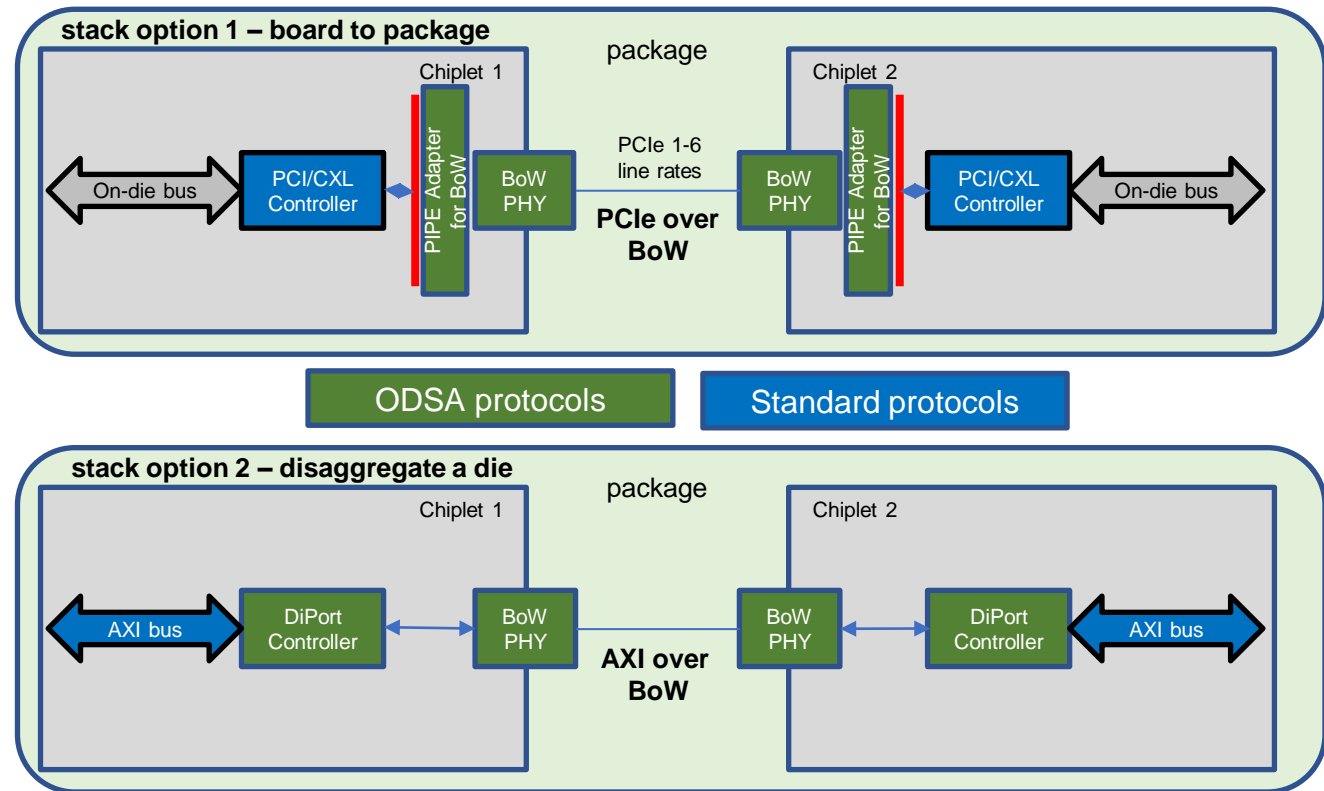 stack option 1 – board to package
package
Chiplet 1
Chiplet 2
On-die bus
PCI/CXL
Controller
PIPE Adapter
for BoW
BoW
PHY
PCIe 1-6
line rates
PCIe over
BoW
BoW
PHY
PIPE Adapter
for BoW
PCI/CXL
Controller
On-die bus
ODSA protocols
Standard protocols
stack option 2 – disaggregate a die
package
Chiplet 1
Chiplet 2
AXI bus
DiPort
Controller
BoW
PHY
AXI over
BoW
BoW
PHY
DiPort
Controller
AXI bus